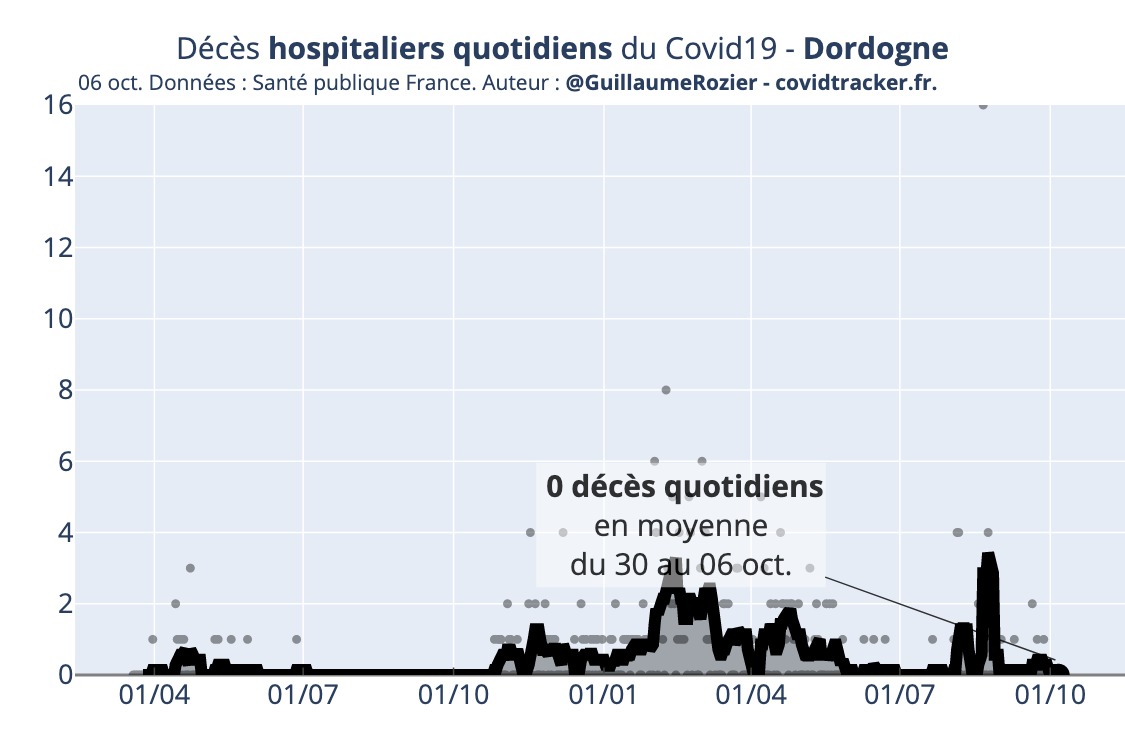 Décès hospitaliers quotidiens du Covid19 - Dordogne
06 oct. Données : Santé publique France. Auteur : @GuillaumeRozier - covidtracker.fr.
16
14
12
10
8
6
4
2
0
0 décès quotidiens
en moyenne
du 30 au 06 oct.
01/04 01/07 01/10 01/01 01/04 01/07 01/10